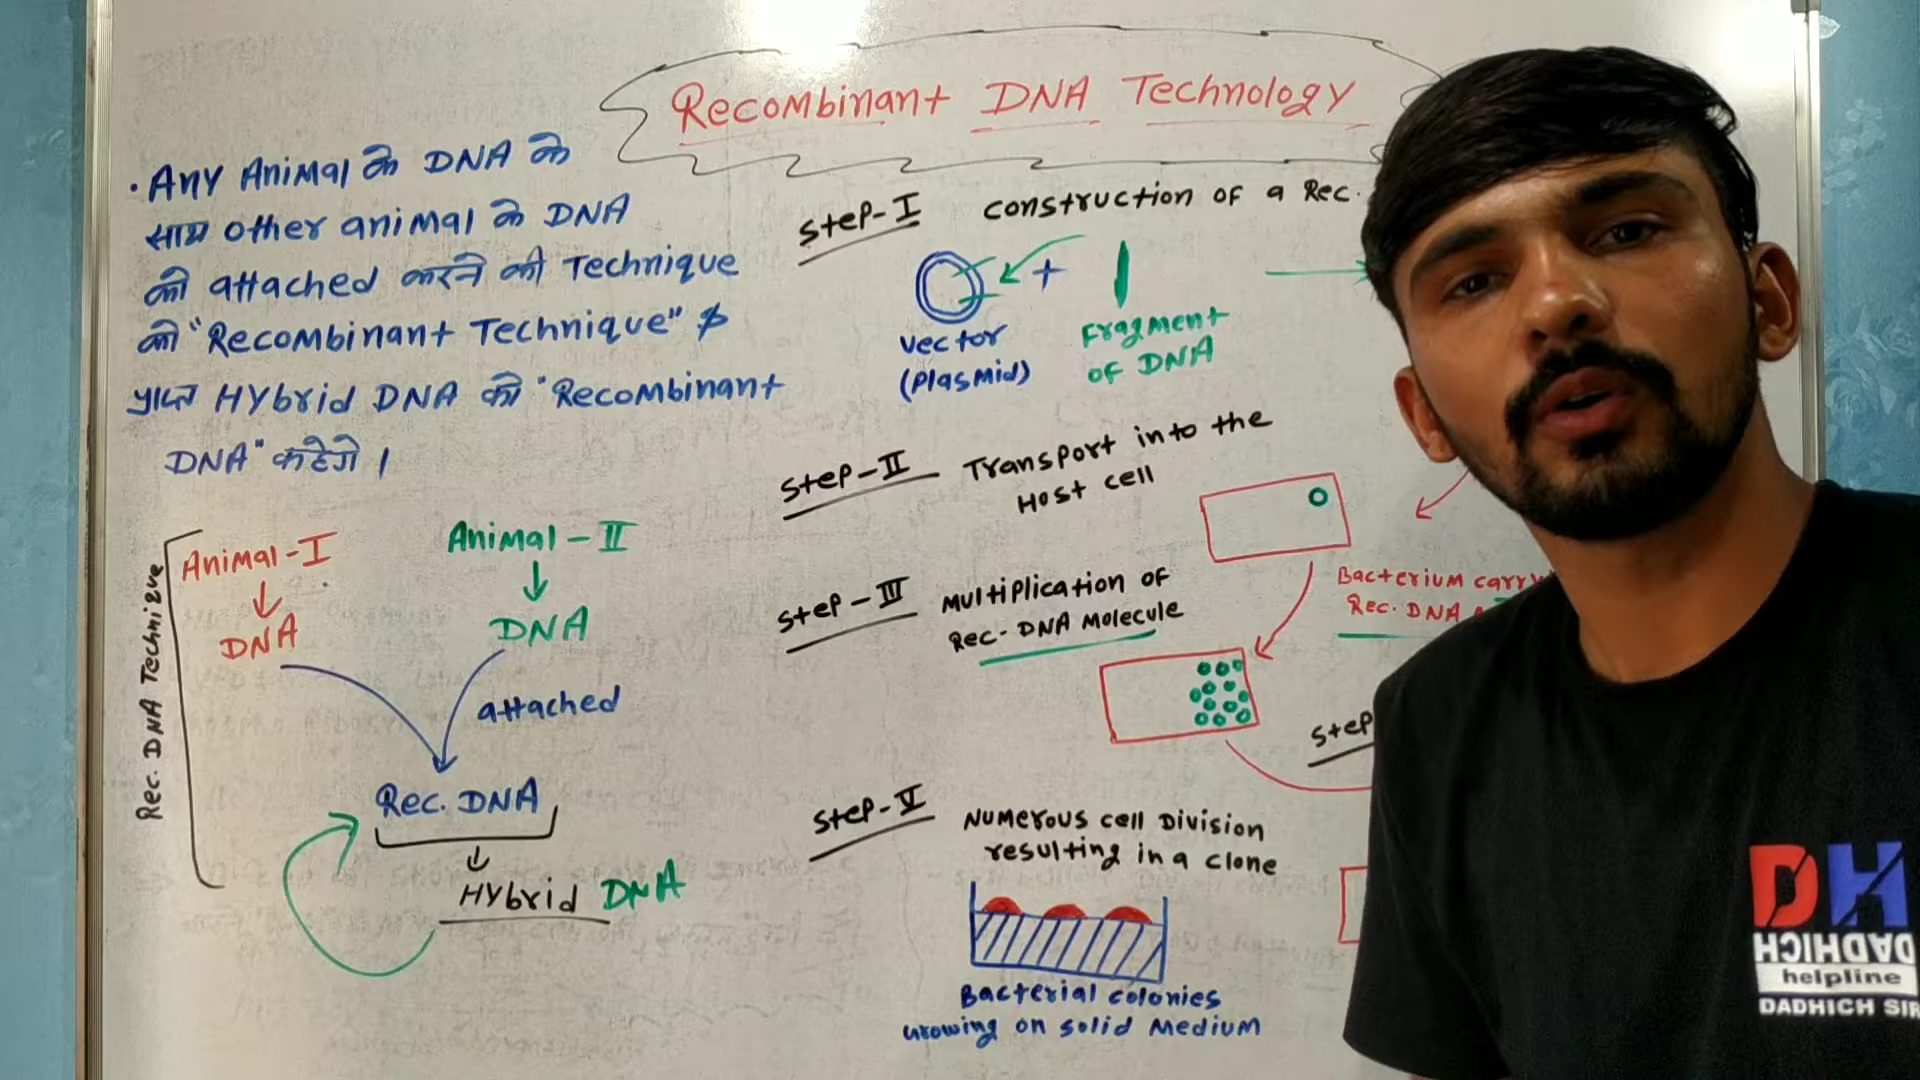 Recombinant DNA Technology
• Any Animal के DNA के
साथ other animal के DNA
को attached करने की Technique
को "Recombinant Technique" &
प्राप्त Hybrid DNA को "Recombinant
DNA" कहेगे।
Rec. DNA Technique
Animal-I
DNA
Animal-II
DNA
attached
Rec. DNA
Hybrid DNA
Step-I construction of a Rec.
+
Vector
(Plasmid)
Fragment
of DNA
Step-II Transport into the
Host cell
Step-III Multiplication of
Rec-DNA Molecule
Bacterium carry
Rec. DNA
Step
Step-V Numerous cell Division
resulting in a clone
Bacterial colonies
Growing on solid Medium
DH
DADHICH
helpline
DADHICH SIR